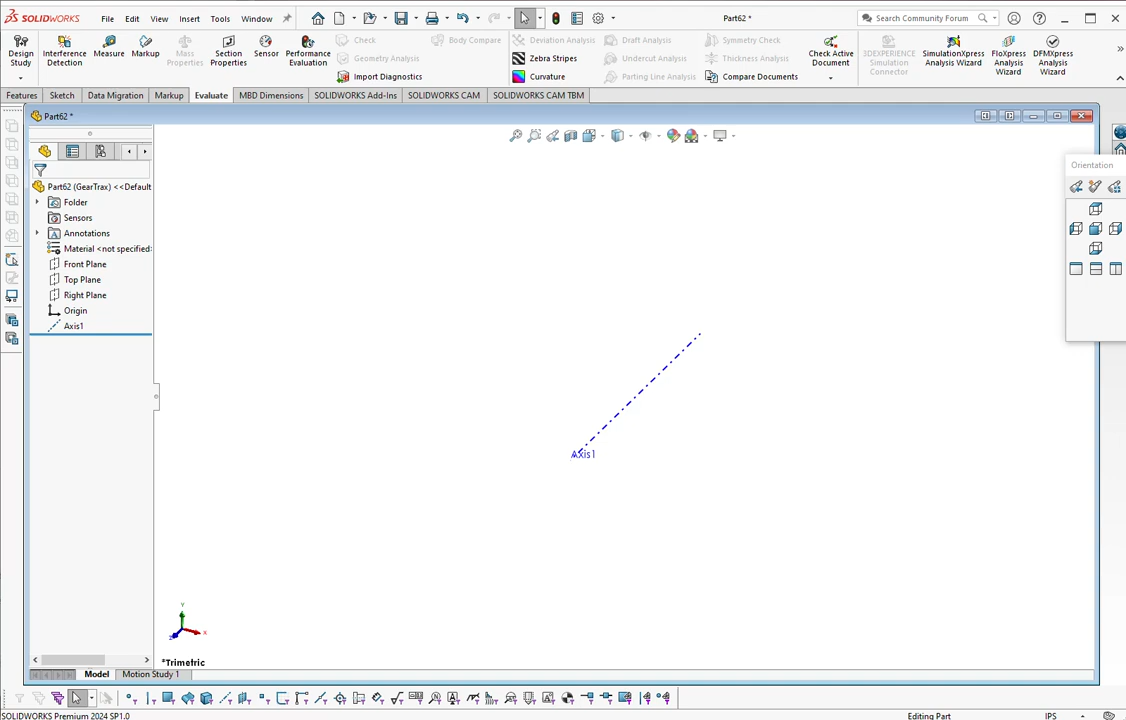 SOLIDWORKS File Edit View Insert Tools Window Part62 * Search Community Forum
Design Study Interference Detection Measure Markup Mass Properties Section Properties Sensor Performance Evaluation
Check Body Compare
Geometry Analysis
Import Diagnostics
Deviation Analysis Draft Analysis Symmetry Check
Zebra Stripes Undercut Analysis Thickness Analysis
Curvature Parting Line Analysis Compare Documents
Check Active Document 3DEXPERIENCE Simulation Connector SimulationXpress Analysis Wizard FloXpress Analysis Wizard DFMXpress Analysis Wizard
Features Sketch Data Migration Markup Evaluate MBD Dimensions SOLIDWORKS Add-Ins SOLIDWORKS CAM SOLIDWORKS CAM TBM
Part62 *
Orientation
Part62 (GearTrax) <<Default
Folder
Sensors
Annotations
Material <not specified>
Front Plane
Top Plane
Right Plane
Origin
Axis1
Axis1
Y
X
Z
*Trimetric
Model Motion Study 1
SOLIDWORKS Premium 2024 SP1.0 Editing Part IPS